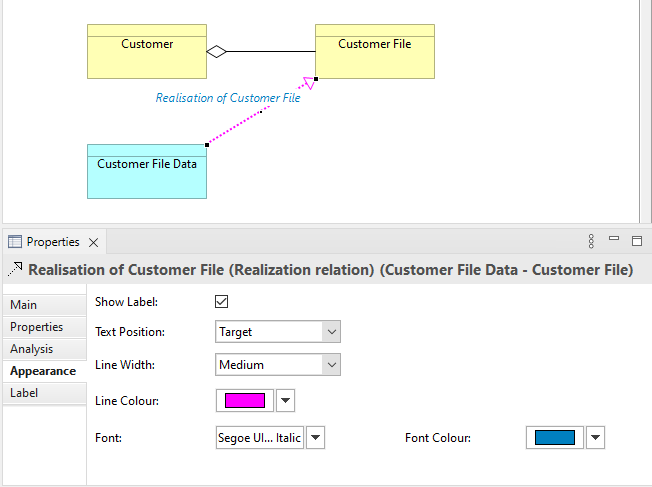 Customer
Customer File
Realisation of Customer File
Customer File Data
Properties
Realisation of Customer File (Realization relation) (Customer File Data - Customer File)
Main
Properties
Analysis
Appearance
Label
Show Label:
Text Position:
Target
Line Width:
Medium
Line Colour:
Font:
Segoe UI... Italic
Font Colour: